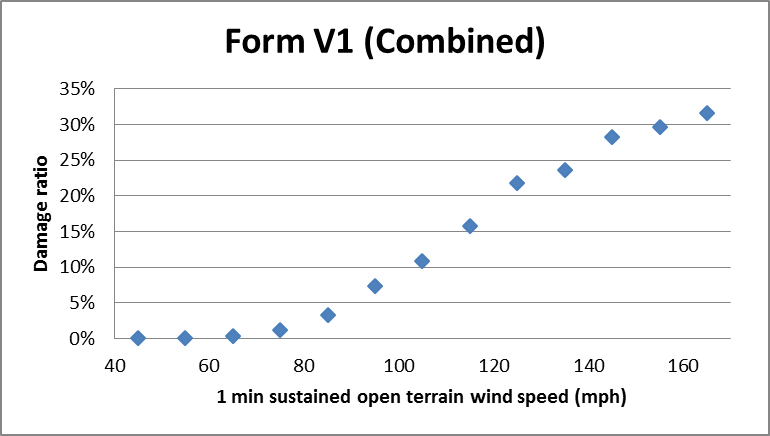 Form V1 (Combined)
35%
30%
25%
20%
15%
10%
5%
0%
Damage ratio
40 60 80 100 120 140 160
1 min sustained open terrain wind speed (mph)